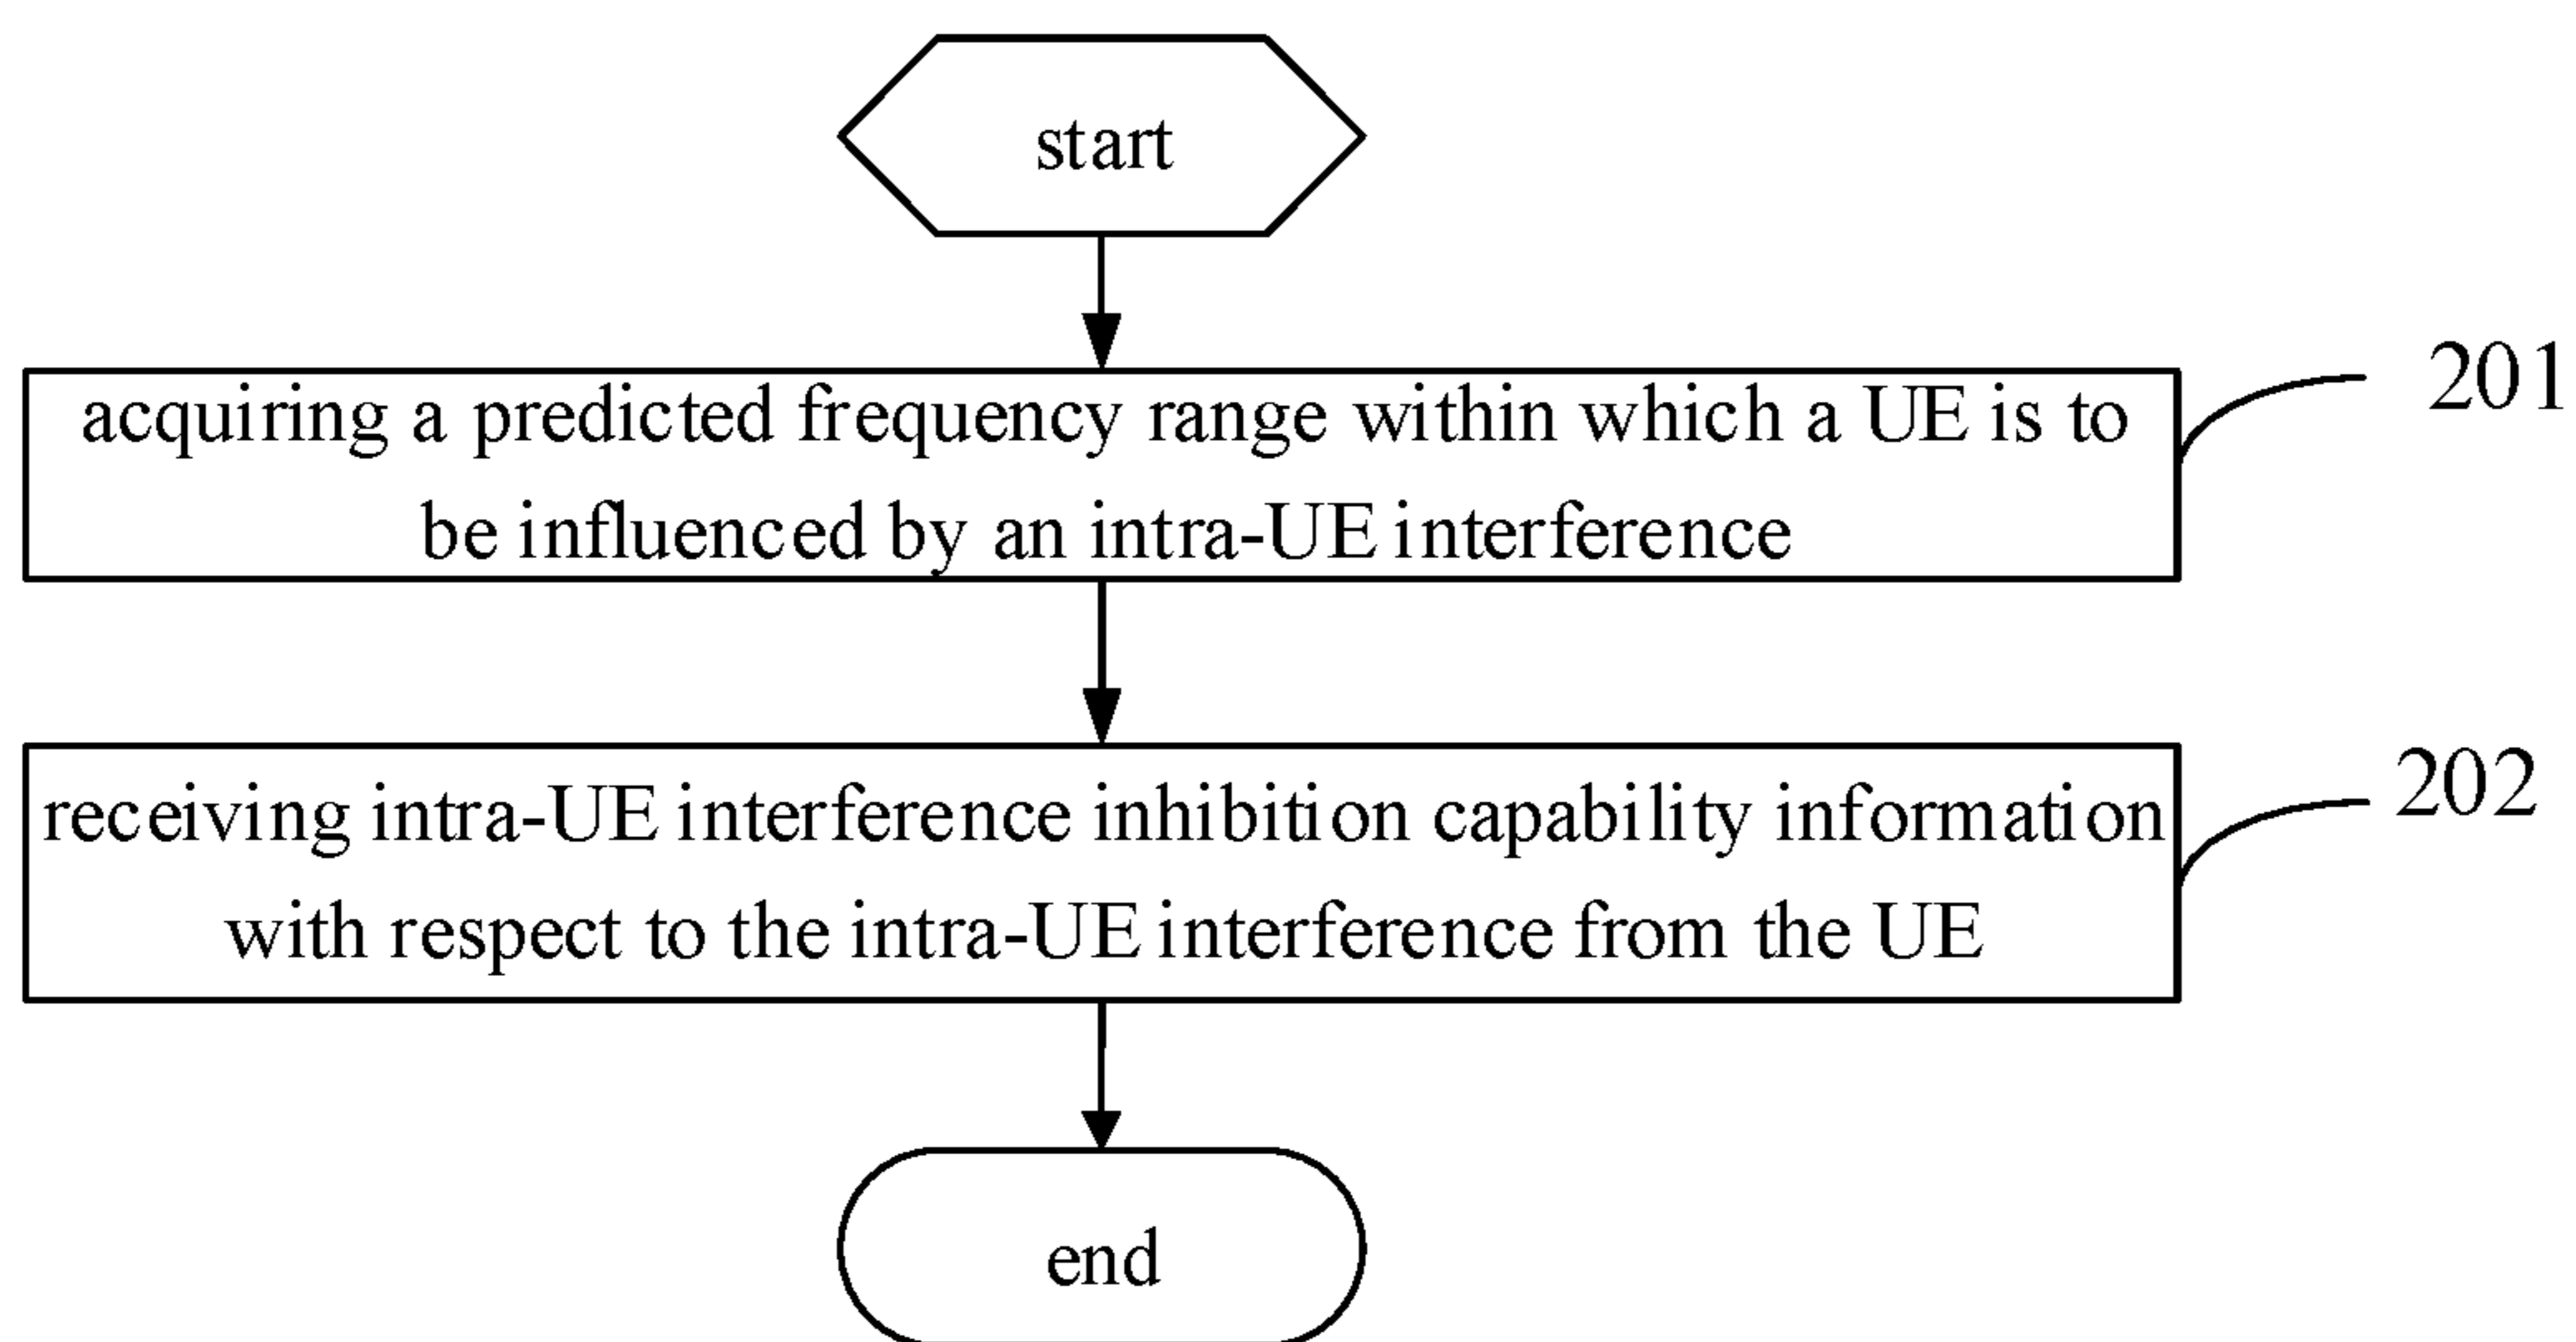 start
acquiring a predicted frequency range within which a UE is to
be influenced by an intra-UE interference
201
receiving intra-UE interference inhibition capability information
with respect to the intra-UE interference from the UE
202
end